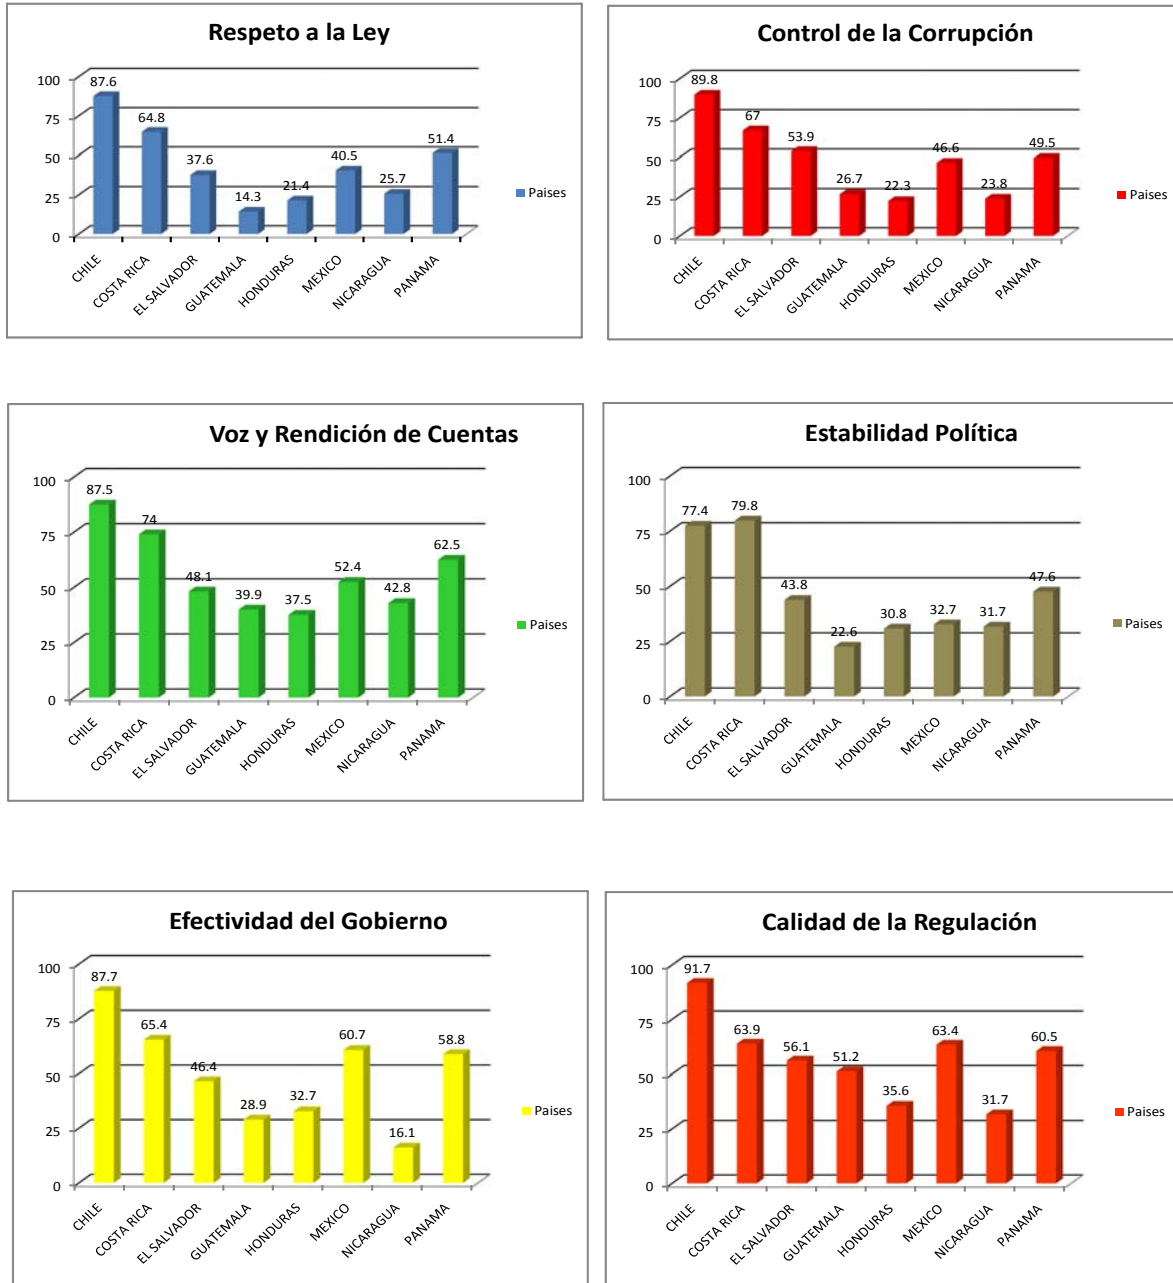 Respeto a la Ley
100
75
50
25
0
87.6
64.8
37.6
14.3
21.4
40.5
25.7
51.4
CHILE
COSTA RICA
EL SALVADOR
GUATEMALA
HONDURAS
MEXICO
NICARAGUA
PANAMA
Paises
Control de la Corrupción
100
75
50
25
0
89.8
67
53.9
26.7
22.3
46.6
23.8
49.5
CHILE
COSTA RICA
EL SALVADOR
GUATEMALA
HONDURAS
MEXICO
NICARAGUA
PANAMA
Paises
Voz y Rendición de Cuentas
100
75
50
25
0
87.5
74
48.1
39.9
37.5
52.4
42.8
62.5
CHILE
COSTA RICA
EL SALVADOR
GUATEMALA
HONDURAS
MEXICO
NICARAGUA
PANAMA
Paises
Estabilidad Política
100
75
50
25
0
77.4
79.8
43.8
22.6
30.8
32.7
31.7
47.6
CHILE
COSTA RICA
EL SALVADOR
GUATEMALA
HONDURAS
MEXICO
NICARAGUA
PANAMA
Paises
Efectividad del Gobierno
100
75
50
25
0
87.7
65.4
46.4
28.9
32.7
60.7
16.1
58.8
CHILE
COSTA RICA
EL SALVADOR
GUATEMALA
HONDURAS
MEXICO
NICARAGUA
PANAMA
Paises
Calidad de la Regulación
100
75
50
25
0
91.7
63.9
56.1
51.2
35.6
63.4
31.7
60.5
CHILE
COSTA RICA
EL SALVADOR
GUATEMALA
HONDURAS
MEXICO
NICARAGUA
PANAMA
Paises